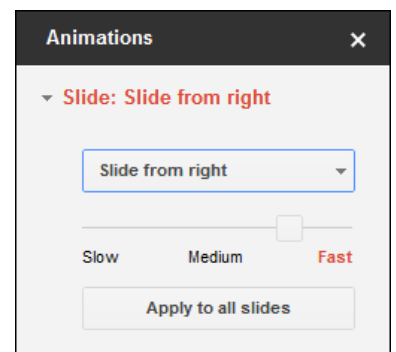 Animations
Slide: Slide from right
Slide from right
Slow Medium Fast
Apply to all slides